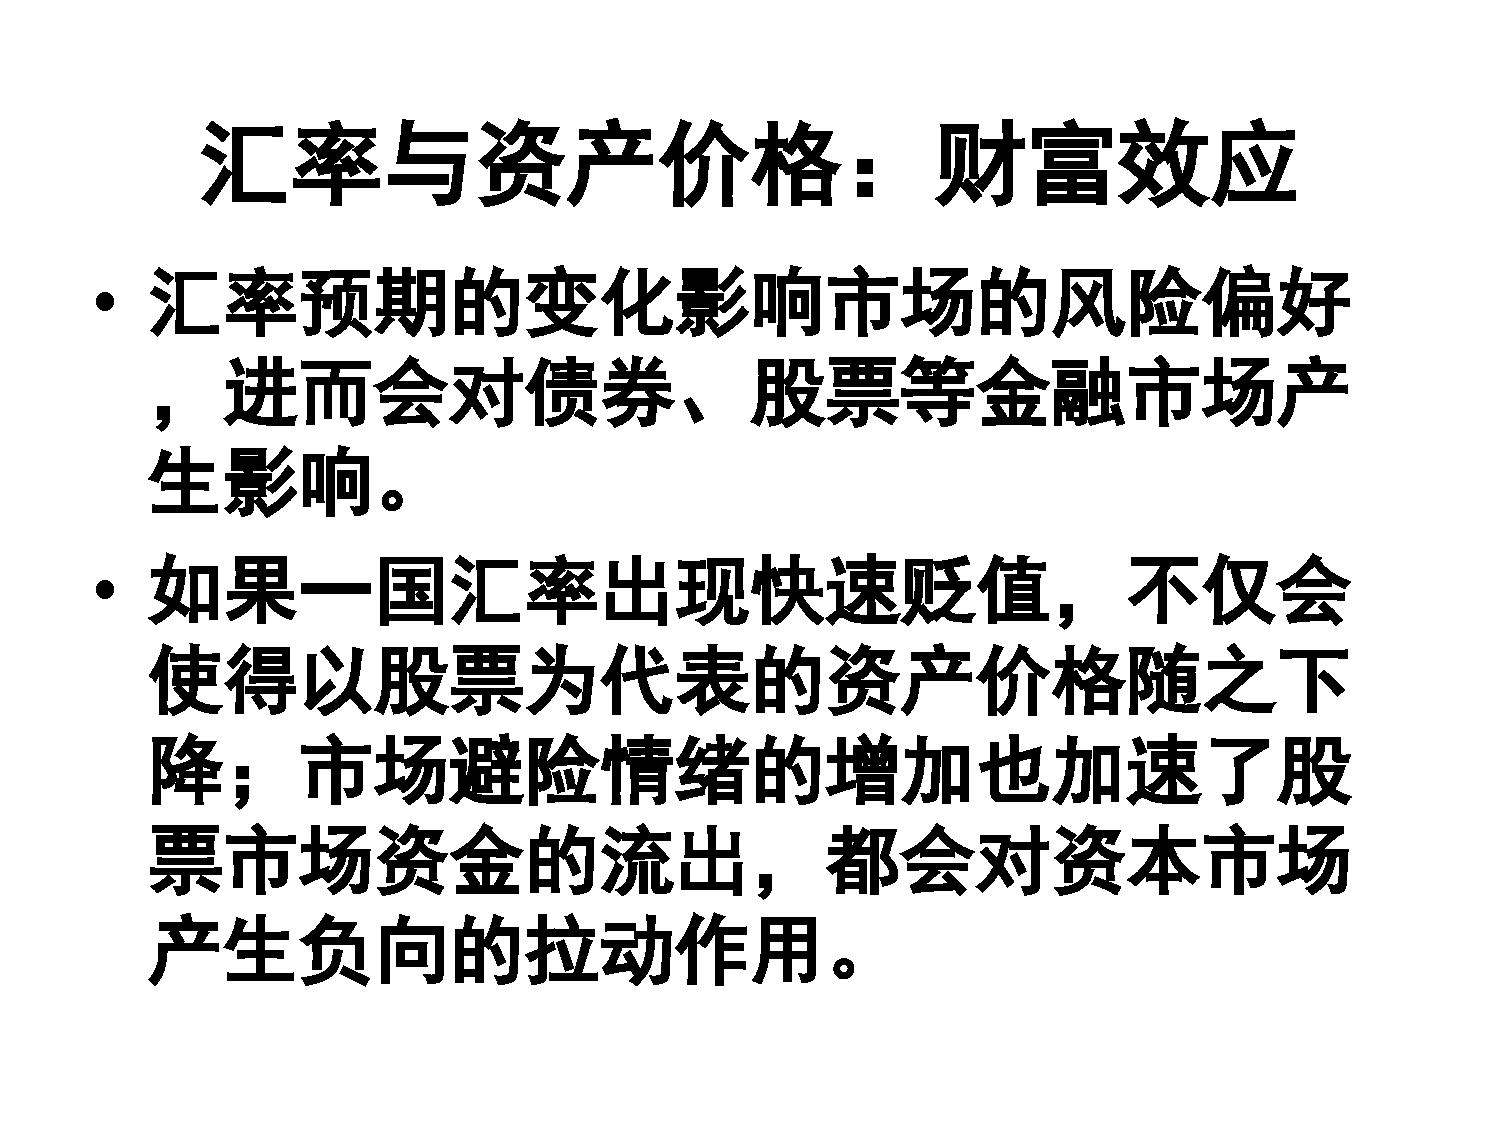 汇率与资产价格：财富效应
• 汇率预期的变化影响市场的风险偏好
，进而会对债券、股票等金融市场产
生影响。
• 如果一国汇率出现快速贬值，不仅会
使得以股票为代表的资产价格随之下
降；市场避险情绪的增加也加速了股
票市场资金的流出，都会对资本市场
产生负向的拉动作用。